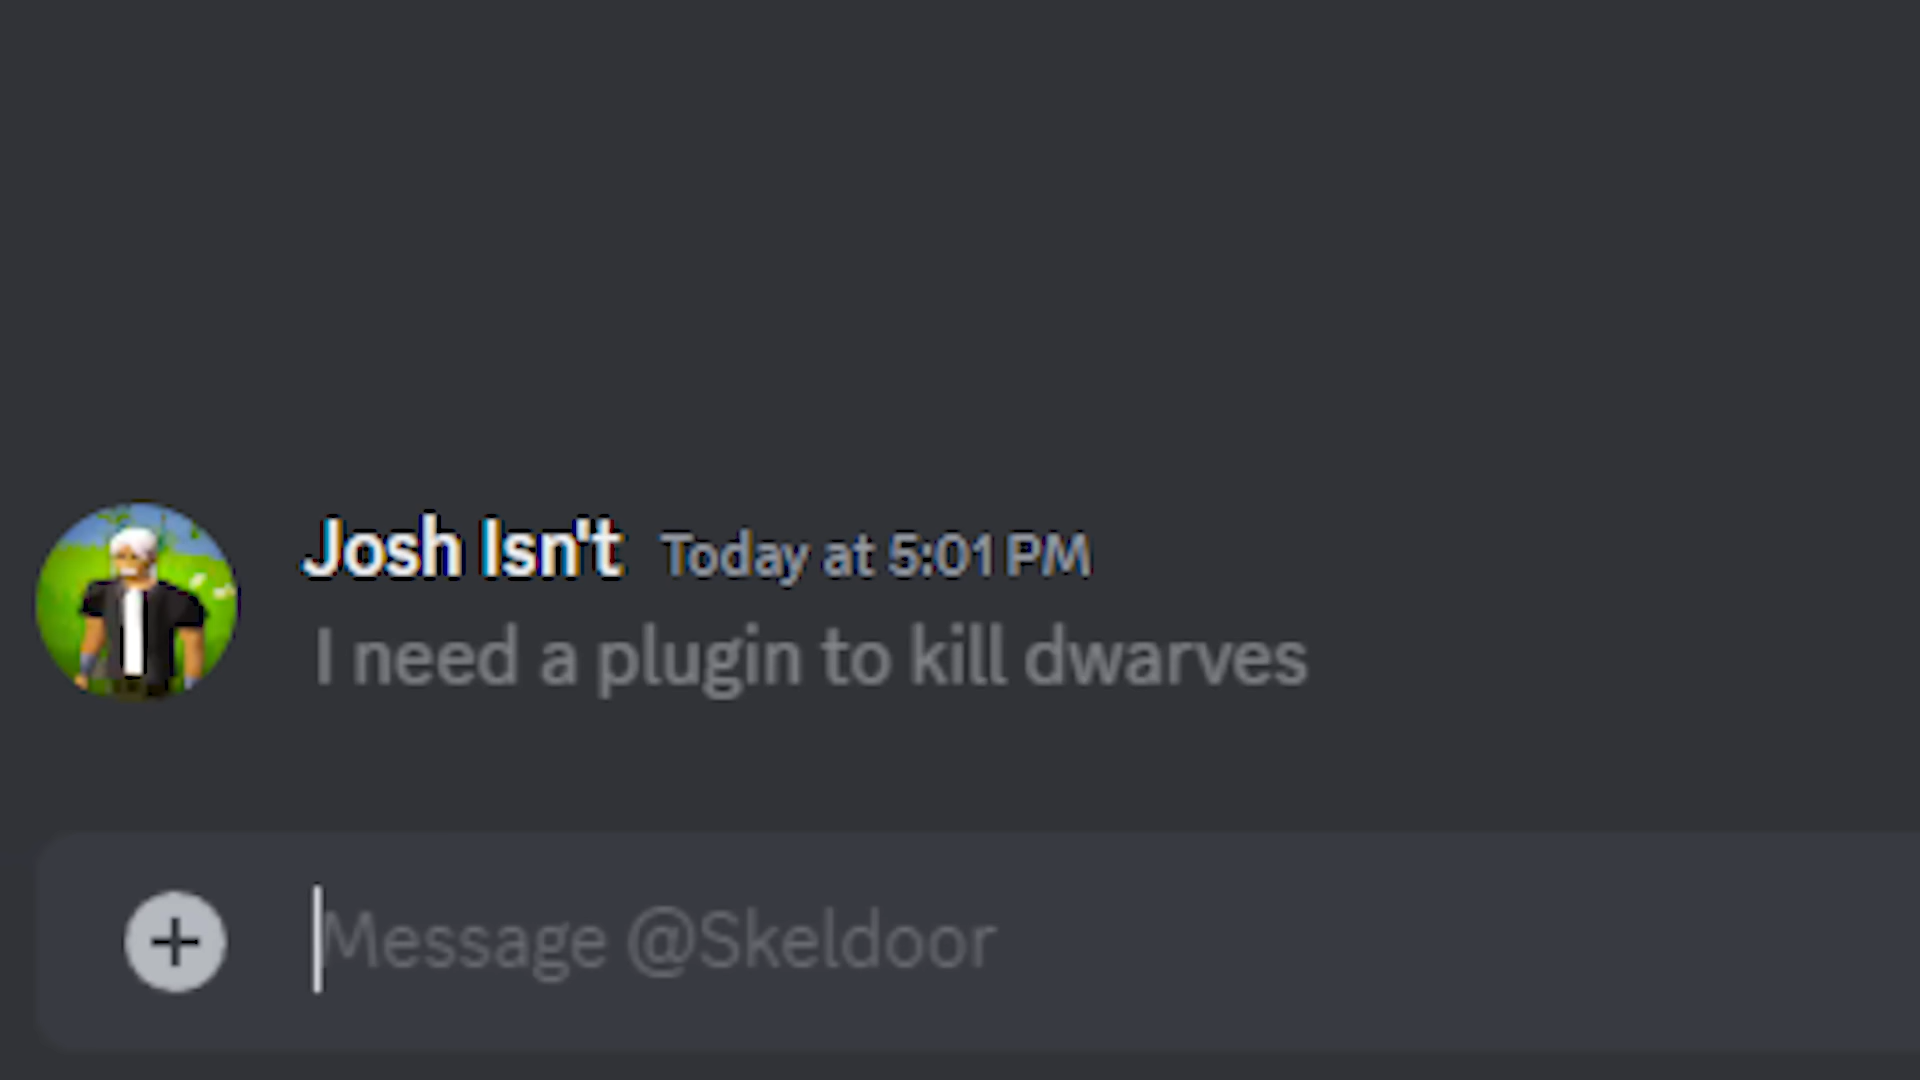 Josh Isn't Today at 5:01 PM
I need a plugin to kill dwarves
Message @Skeldoor